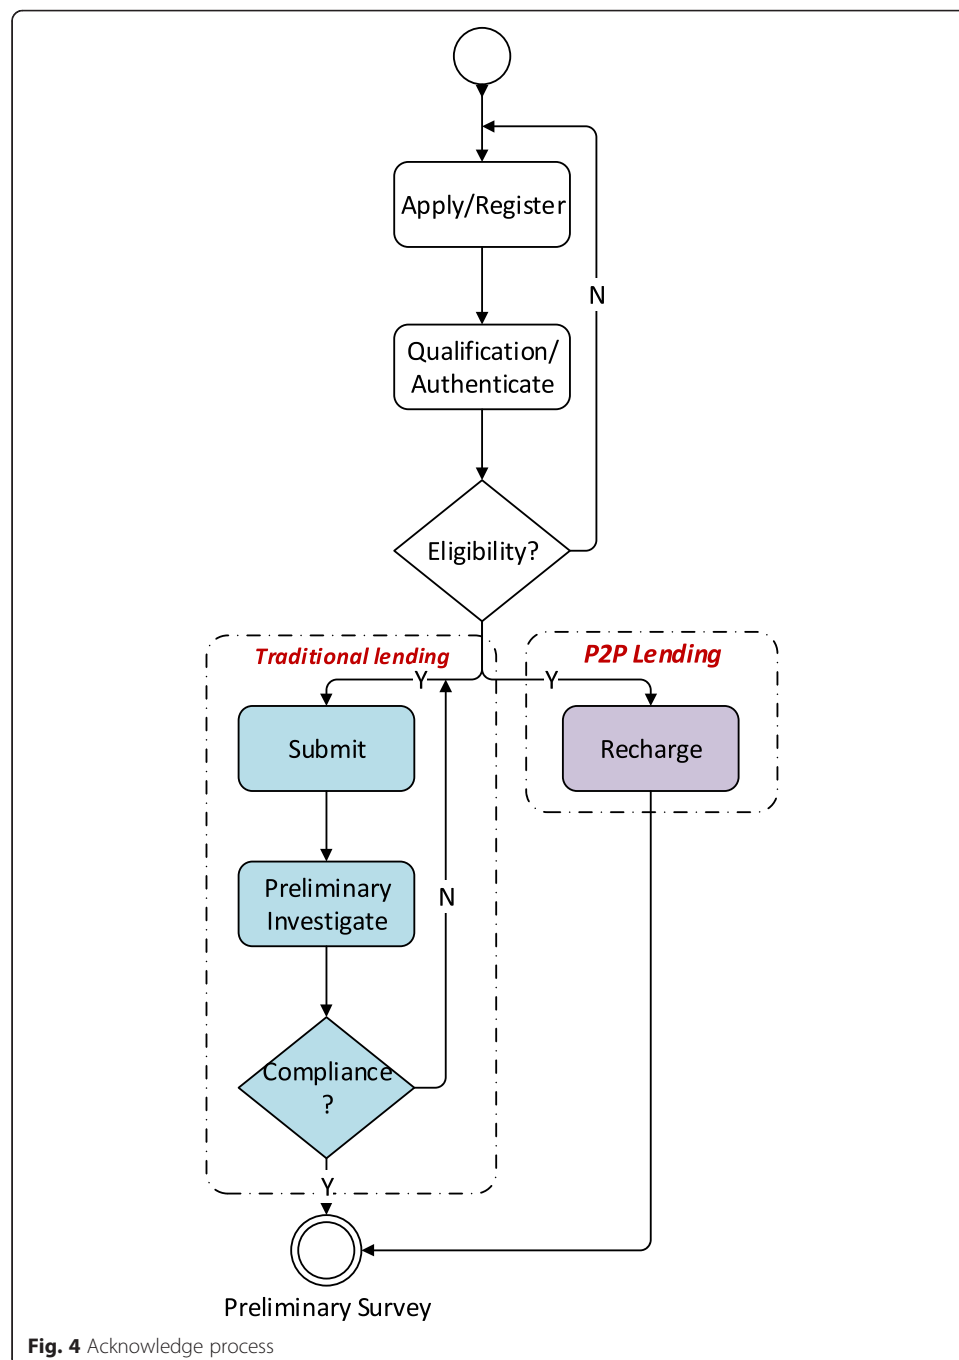 Apply/Register
N
Qualification/
Authenticate
Eligibility?
Traditional lending
P2P Lending
Y
Y
Submit
Recharge
Preliminary
Investigate
N
Compliance
?
Y
Preliminary Survey
Fig. 4 Acknowledge process